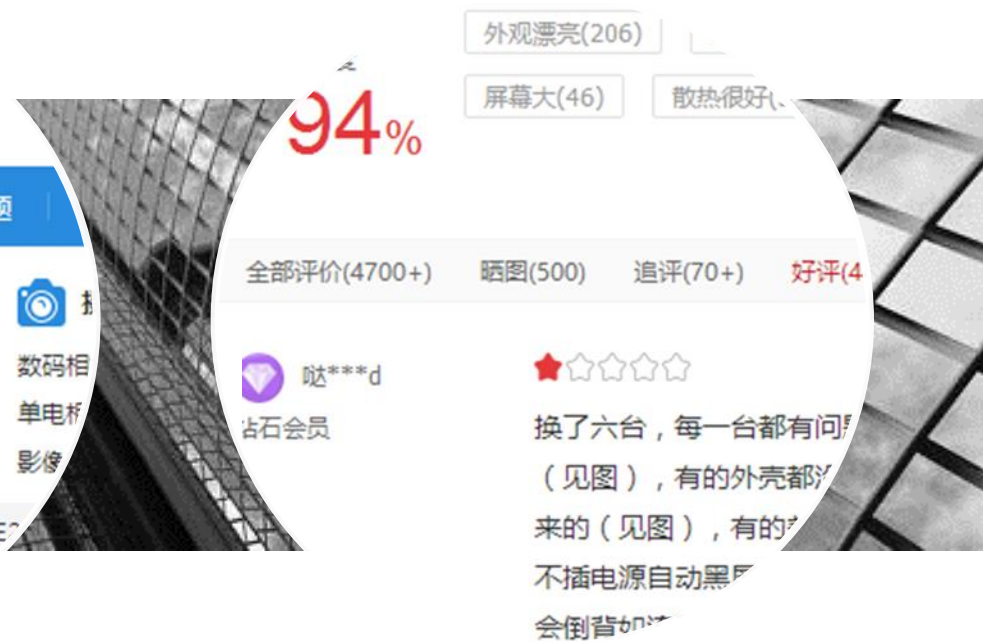 外观漂亮(206)
94%
屏幕大(46)
散热很好(
全部评价(4700+)
晒图(500)
追评(70+)
好评(4
哒***d
石会员
换了六台，每一台都有问
（见图），有的外壳都
来的（见图），有的
不插电源自动黑
会倒背如
数码相
单电相
影像